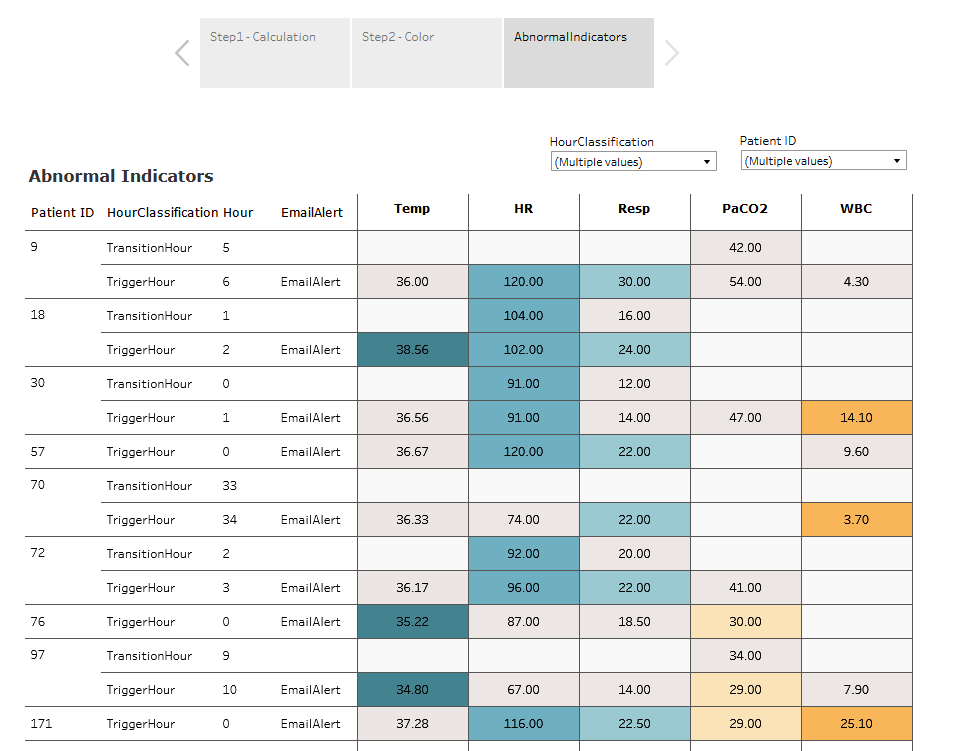 Step1 - Calculation Step2 - Color AbnormalIndicators
HourClassification Patient ID
(Multiple values) (Multiple values)
Abnormal Indicators
Patient ID HourClassification Hour EmailAlert Temp HR Resp PaCO2 WBC
9 TransitionHour 5 42.00
TriggerHour 6 EmailAlert 36.00 120.00 30.00 54.00 4.30
18 TransitionHour 1 104.00 16.00
TriggerHour 2 EmailAlert 38.56 102.00 24.00
30 TransitionHour 0 91.00 12.00
TriggerHour 1 EmailAlert 36.56 91.00 14.00 47.00 14.10
57 TriggerHour 0 EmailAlert 36.67 120.00 22.00 9.60
70 TransitionHour 33
TriggerHour 34 EmailAlert 36.33 74.00 22.00 3.70
72 TransitionHour 2 92.00 20.00
TriggerHour 3 EmailAlert 36.17 96.00 22.00 41.00
76 TriggerHour 0 EmailAlert 35.22 87.00 18.50 30.00
97 TransitionHour 9 34.00
TriggerHour 10 EmailAlert 34.80 67.00 14.00 29.00 7.90
171 TriggerHour 0 EmailAlert 37.28 116.00 22.50 29.00 25.10